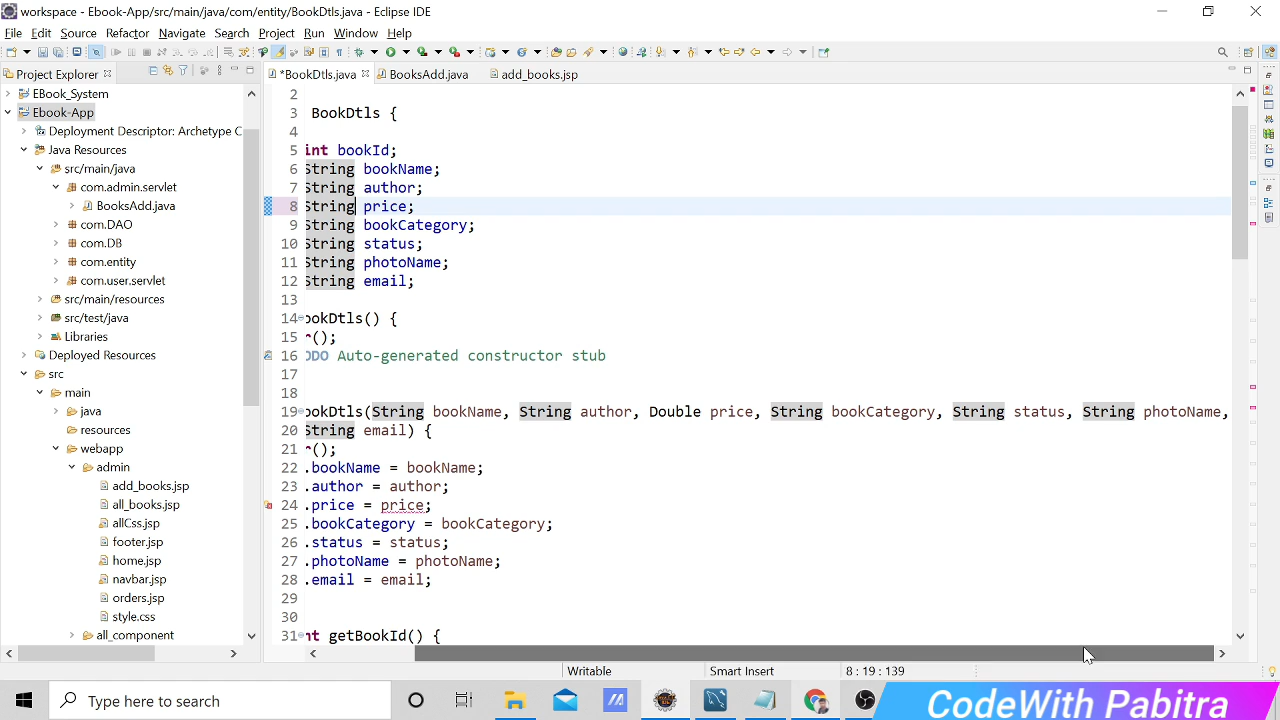 workspace - Ebook-App/src/main/java/com/entity/BookDtls.java - Eclipse IDE
File Edit Source Refactor Navigate Search Project Run Window Help
Project Explorer
*BookDtls.java BooksAdd.java add_books.jsp
EBook_System
Ebook-App
Deployment Descriptor: Archetype C
Java Resources
src/main/java
com.admin.servlet
BooksAdd.java
com.DAO
com.DB
com.entity
com.user.servlet
src/main/resources
src/test/java
Libraries
Deployed Resources
src
main
java
resources
webapp
admin
add_books.jsp
all_books.jsp
allCss.jsp
footer.jsp
home.jsp
navbar.jsp
orders.jsp
style.css
all_component
2
3 BookDtls {
4
5 int bookId;
6 String bookName;
7 String author;
8 String price;
9 String bookCategory;
10 String status;
11 String photoName;
12 String email;
13
14 ookDtls() {
15 r();
16 ODO Auto-generated constructor stub
17
18
19 ookDtls(String bookName, String author, Double price, String bookCategory, String status, String photoName,
20 String email) {
21 r();
22 .bookName = bookName;
23 .author = author;
24 .price = price;
25 .bookCategory = bookCategory;
26 .status = status;
27 .photoName = photoName;
28 .email = email;
29
30
31 nt getBookId() {
Writable Smart Insert 8 : 19 : 139
Type here to search
CodeWith Pabitra